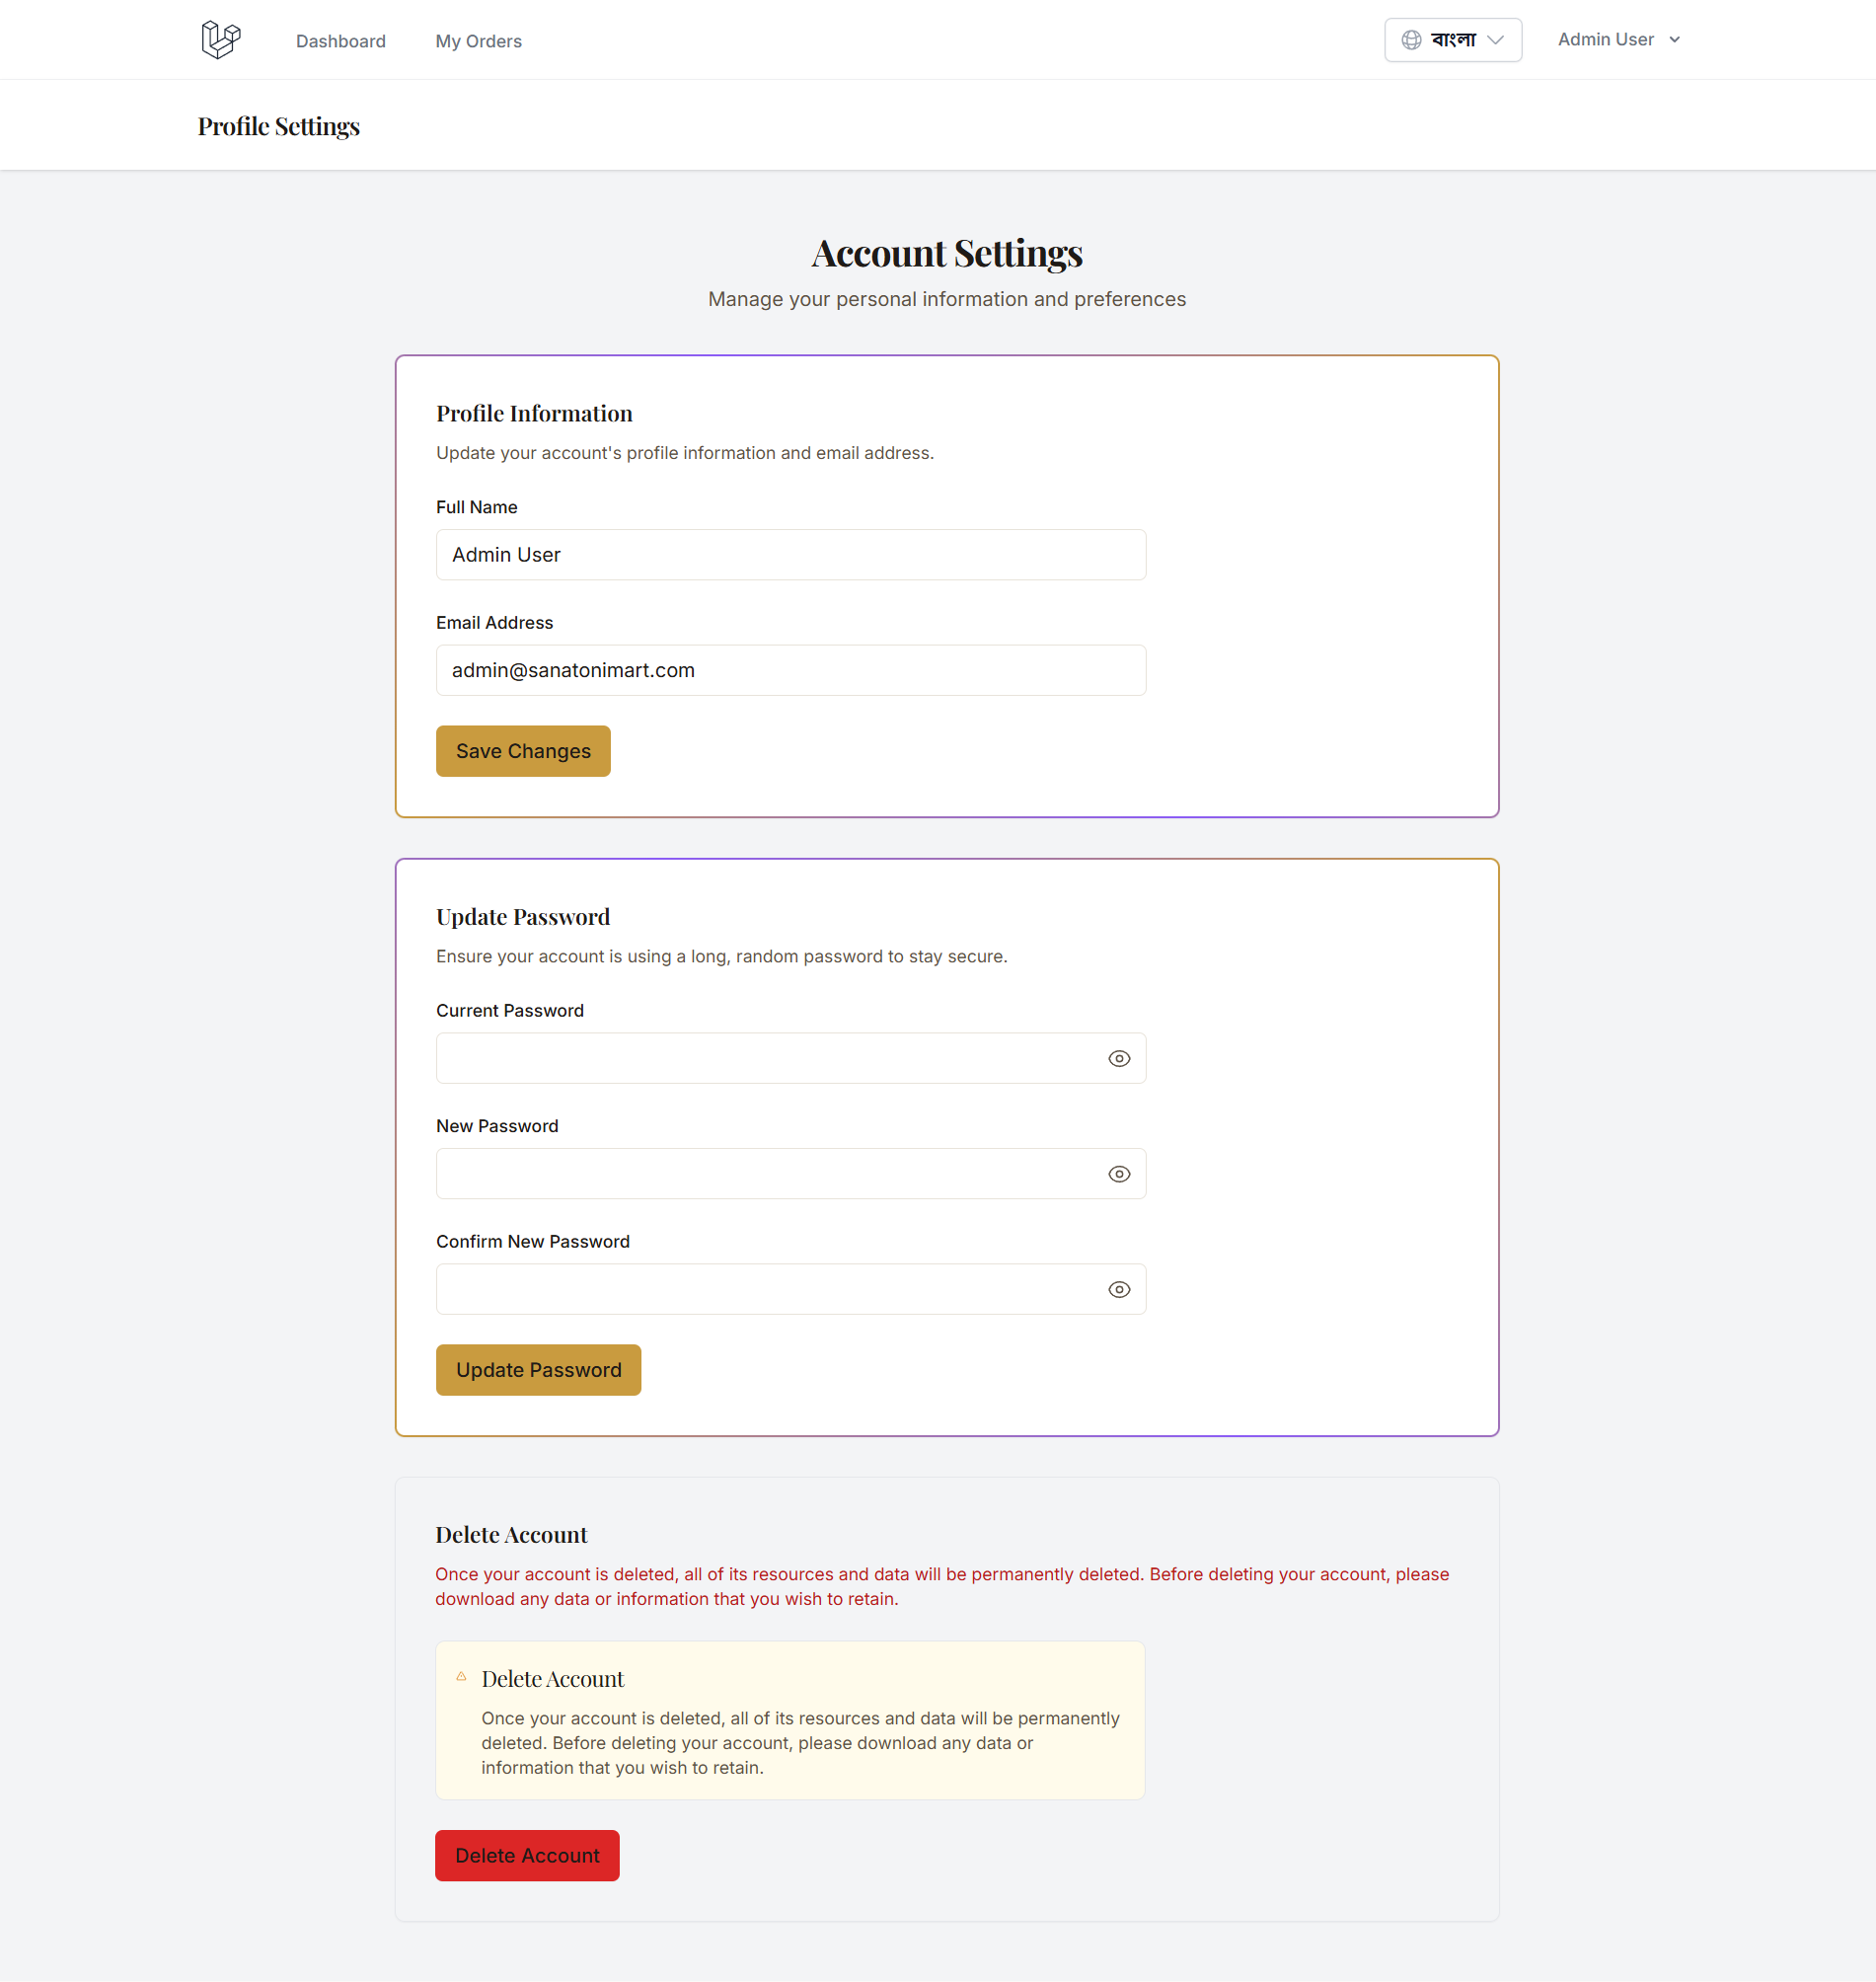 Dashboard
My Orders
বাংলা
Admin User
Profile Settings
Account Settings
Manage your personal information and preferences
Profile Information
Update your account's profile information and email address.
Full Name
Admin User
Email Address
admin@sanatonimart.com
Save Changes
Update Password
Ensure your account is using a long, random password to stay secure.
Current Password
New Password
Confirm New Password
Update Password
Delete Account
Once your account is deleted, all of its resources and data will be permanently deleted. Before deleting your account, please
download any data or information that you wish to retain.
Delete Account
Once your account is deleted, all of its resources and data will be permanently
deleted. Before deleting your account, please download any data or
information that you wish to retain.
Delete Account